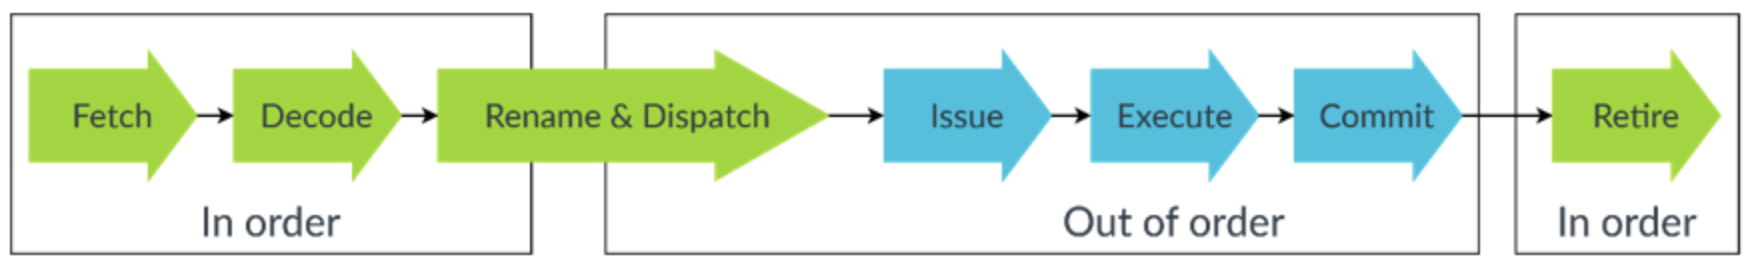 Fetch
Decode
Rename & Dispatch
Issue
Execute
Commit
Retire
In order
Out of order
In order